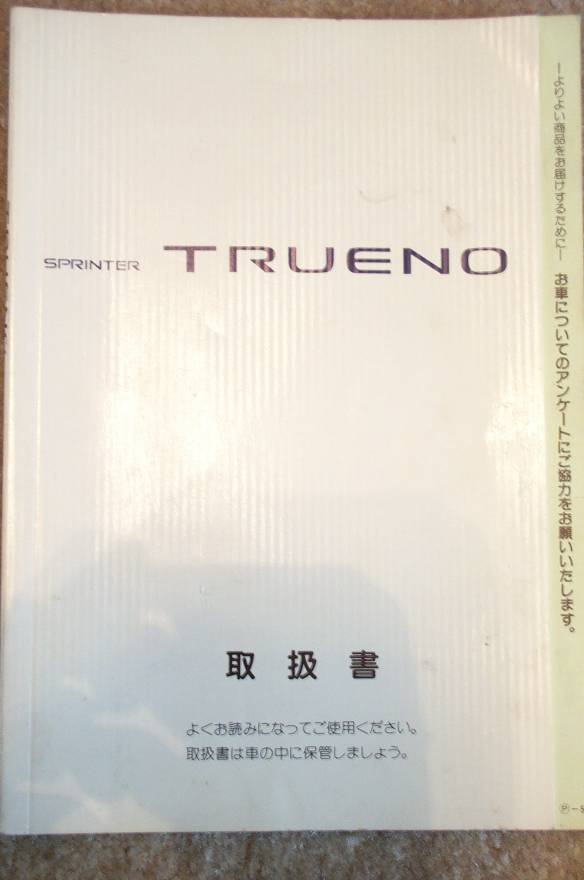 SPRINTER TRUENO
取扱書
よくお読みになってご使用ください。
取扱書は車の中に保管しましょう。
ーよりよい商品をお届けするためにー お車についてのアンケートにご協力をお願いいたします。